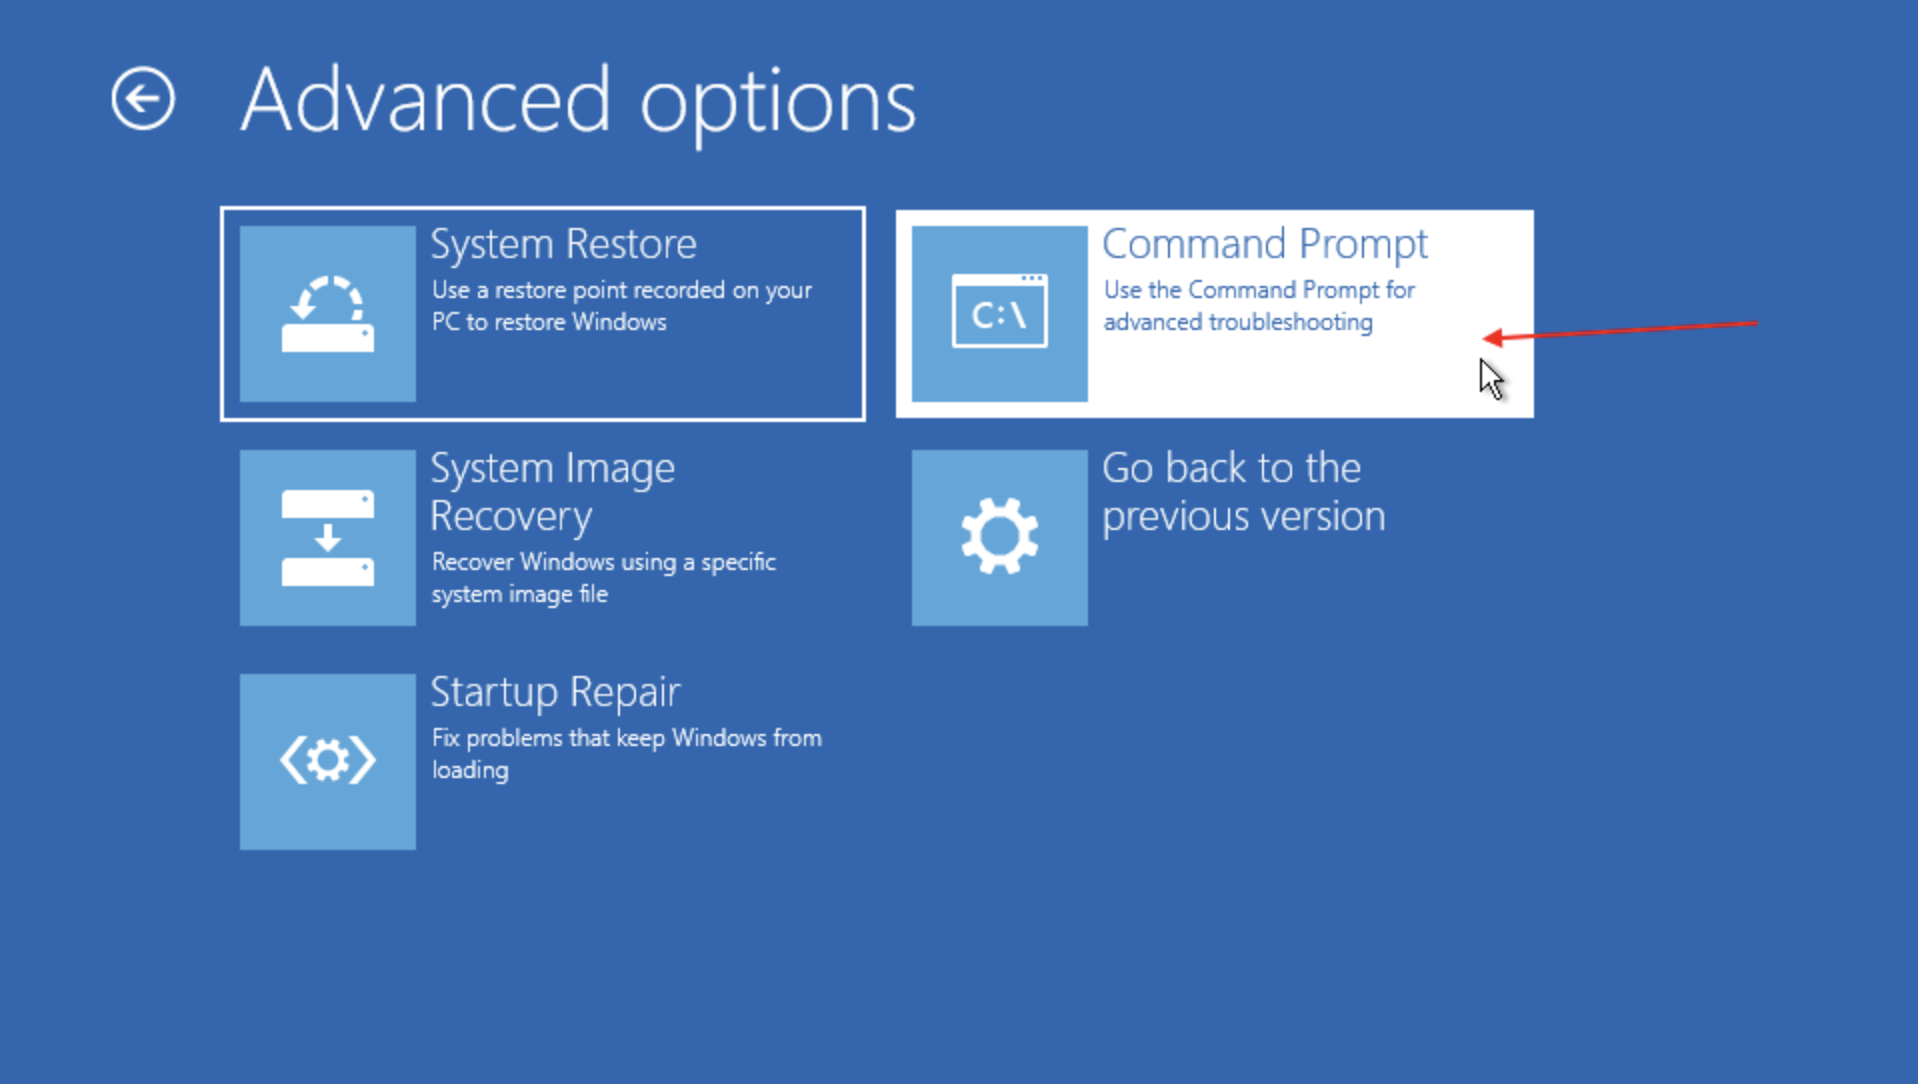 Advanced options
System Restore
Use a restore point recorded on your
PC to restore Windows
Command Prompt
Use the Command Prompt for
advanced troubleshooting
C:\
System Image
Recovery
Recover Windows using a specific
system image file
Go back to the
previous version
Startup Repair
Fix problems that keep Windows from
loading